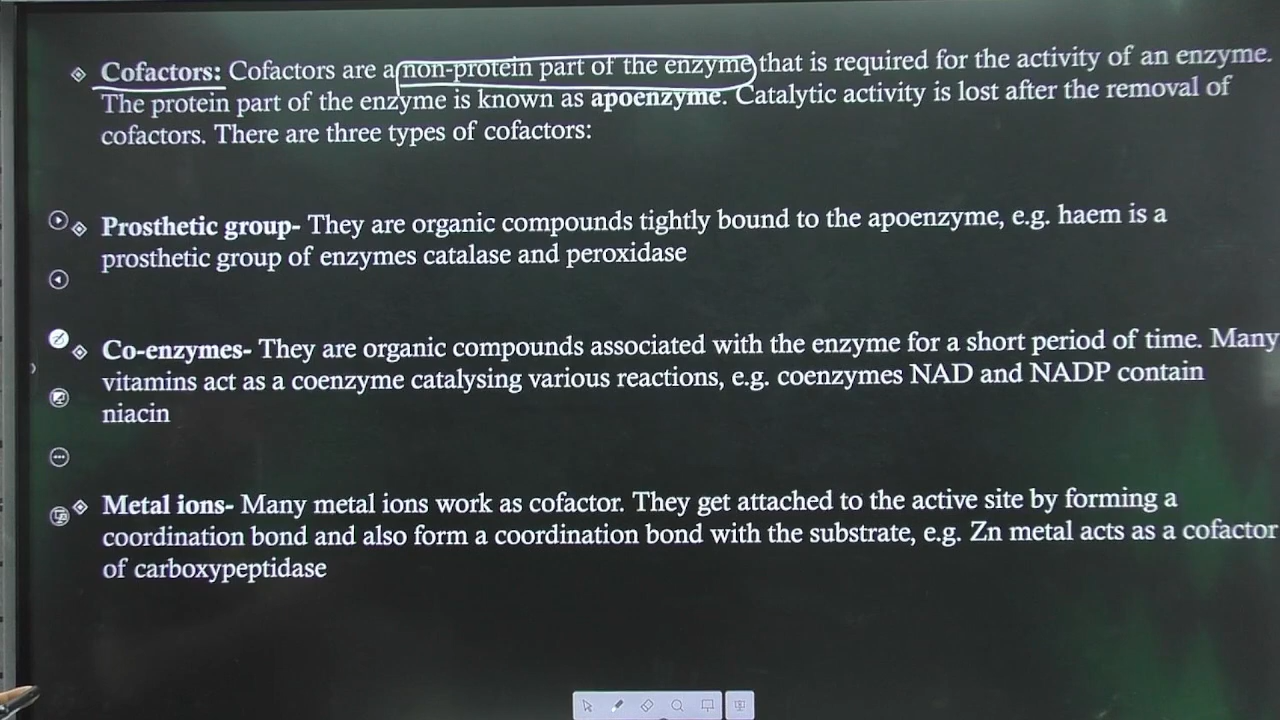 Cofactors: Cofactors are a non-protein part of the enzyme that is required for the activity of an enzyme.
The protein part of the enzyme is known as apoenzyme. Catalytic activity is lost after the removal of
cofactors. There are three types of cofactors:
Prosthetic group- They are organic compounds tightly bound to the apoenzyme, e.g. haem is a
prosthetic group of enzymes catalase and peroxidase
Co-enzymes- They are organic compounds associated with the enzyme for a short period of time. Many
vitamins act as a coenzyme catalysing various reactions, e.g. coenzymes NAD and NADP contain
niacin
Metal ions- Many metal ions work as cofactor. They get attached to the active site by forming a
coordination bond and also form a coordination bond with the substrate, e.g. Zn metal acts as a cofactor
of carboxypeptidase